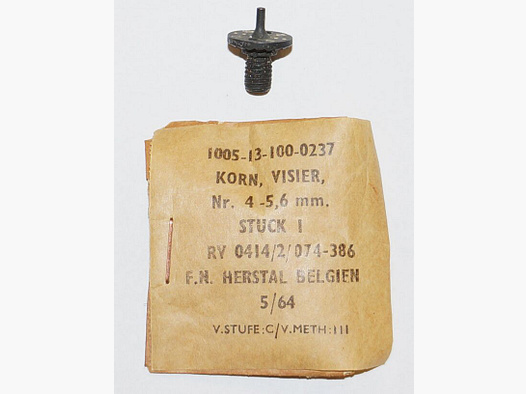 1005-13-100-0237
KORN, VISIER,
Nr. 4 -5,6 mm.
STUCK 1
RY 0414/2/074-386
F.N. HERSTAL BELGIEN
5/64
V.STUFE:C/V.METH:III